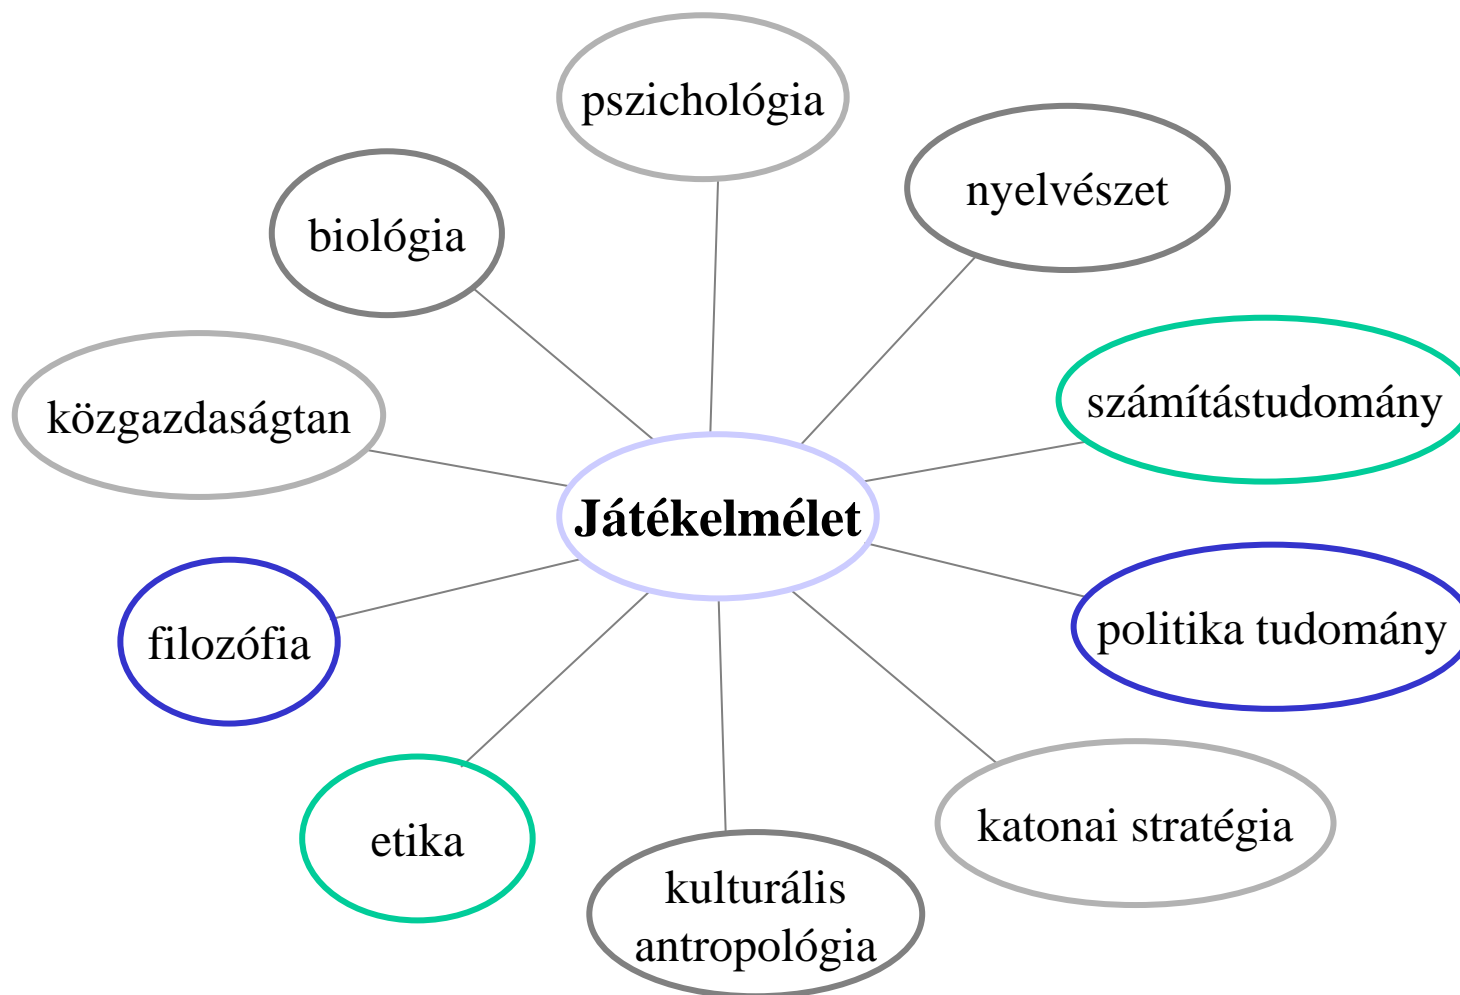 pszichológia
nyelvészet
biológia
számítástudomány
közgazdaságtan
Játékelmélet
politika tudomány
filozófia
katonai stratégia
etika
kulturális
antropológia